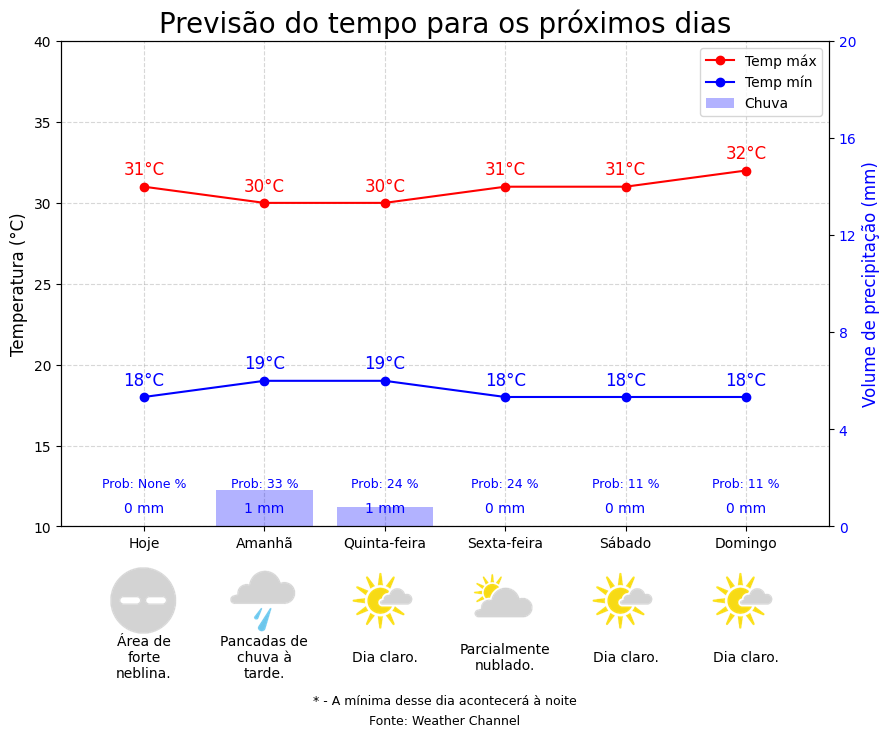 Previsão do tempo para os próximos dias
40
35
30
25
20
15
10
Temperatura (°C)
20
16
12
8
4
0
Volume de precipitação (mm)
Temp máx
Temp mín
Chuva
31°C
30°C
30°C
31°C
31°C
32°C
18°C
19°C
19°C
18°C
18°C
18°C
Prob: None %
Prob: 33 %
Prob: 24 %
Prob: 24 %
Prob: 11 %
Prob: 11 %
0 mm
1 mm
1 mm
0 mm
0 mm
0 mm
Hoje
Amanhã
Quinta-feira
Sexta-feira
Sábado
Domingo
Área de
forte
neblina.
Pancadas de
chuva à
tarde.
Dia claro.
Parcialmente
nublado.
Dia claro.
Dia claro.
* - A mínima desse dia acontecerá à noite
Fonte: Weather Channel